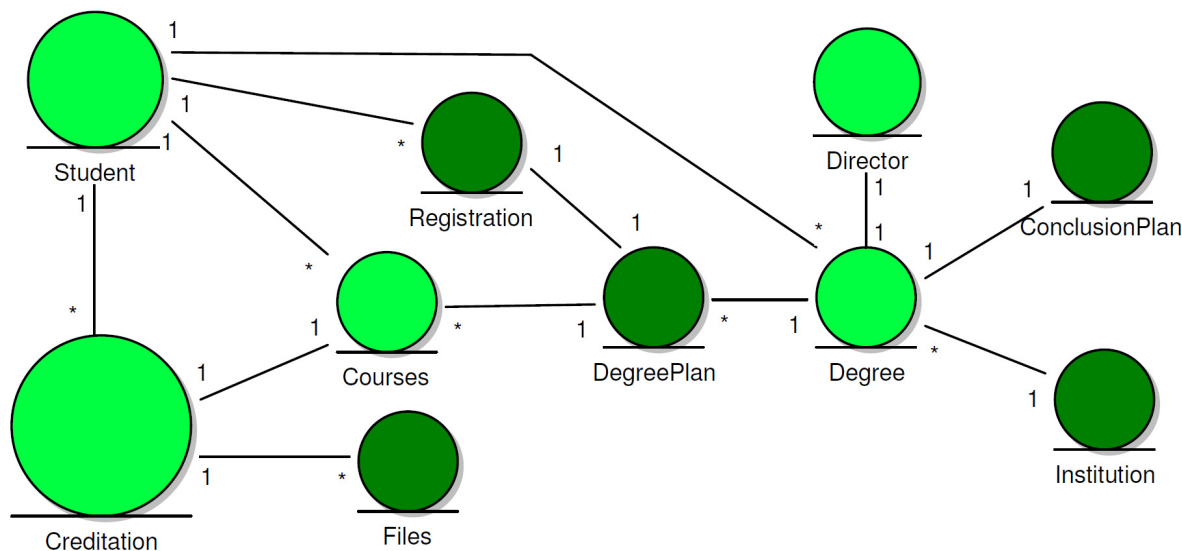 1
1
1
Student
1
*
Registration
1
Director
1
1
1
ConclusionPlan
1
*
1
*
*
1
Courses
*
1
DegreePlan
*
1
Degree
*
1
Institution
1
1
1
*
Files
Creditation